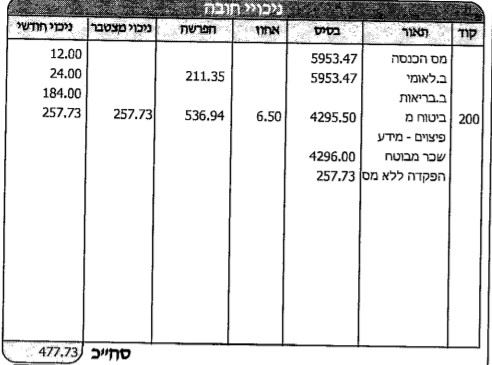 ניכויי חובה
קוד תאור בסיס אחוז הפרשה ניכוי מצטבר ניכוי חודשי
מס הכנסה 5953.47 12.00
ב.לאומי 5953.47 211.35 24.00
ב.בריאות 184.00
200 ביטוח מ 4295.50 6.50 536.94 257.73 257.73
פיצוים - מידע
שכר מבוטח 4296.00
הפקדה ללא מס 257.73
סה״כ 477.73